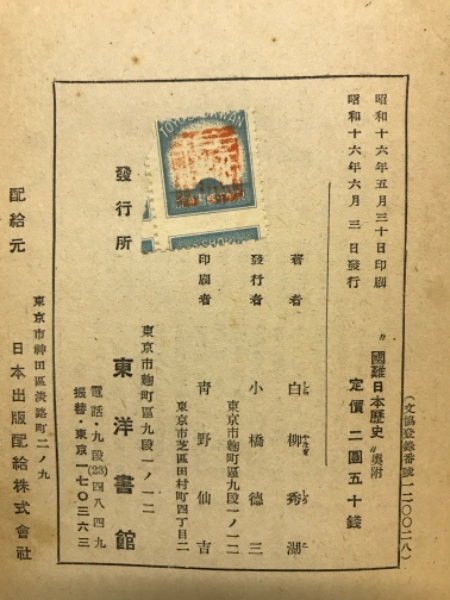 (文協登錄番號一二〇〇二八)
〃國難日本歷史〃奧附
定價 二圓五十錢
昭和十六年五月三十日印刷
昭和十六年六月三日發行
著者 白柳秀湖
東京市麴町區九段一ノ一二
發行者 小橋德三
東京市芝區田村町四丁目二
印刷者 靑野仙吉
東京市麴町區九段一ノ一二
發行所 東洋書館
電話・九段(23)四八四九
振替・東京一七〇三六三
東京市神田區淡路町二ノ九
配給元 日本出版配給株式會社